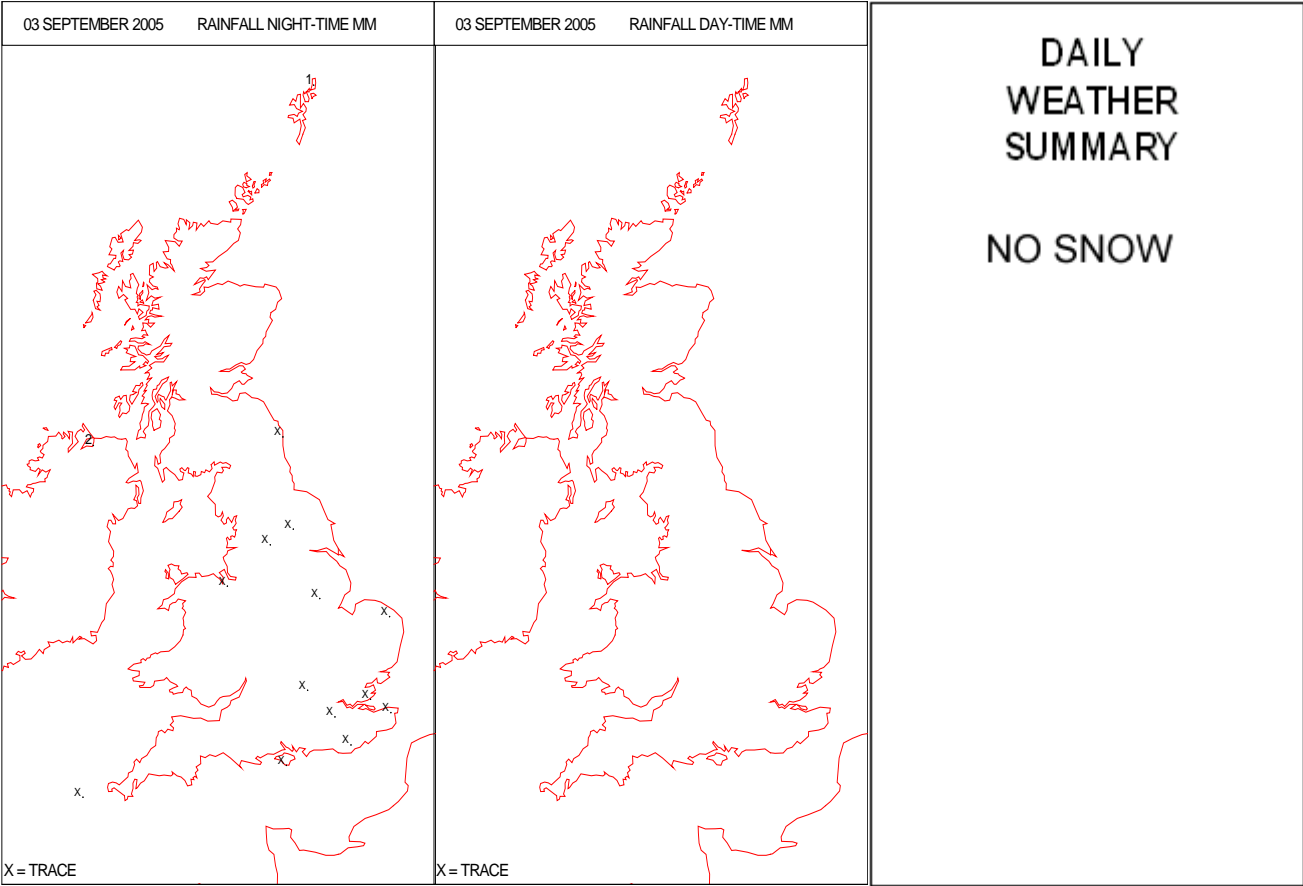 03 SEPTEMBER 2005 RAINFALL NIGHT-TIME MM
1
2
X
X
X
X
X
X
X
X
X
X
X
X
X
X = TRACE
03 SEPTEMBER 2005 RAINFALL DAY-TIME MM
X = TRACE
DAILY
WEATHER
SUMMARY
NO SNOW